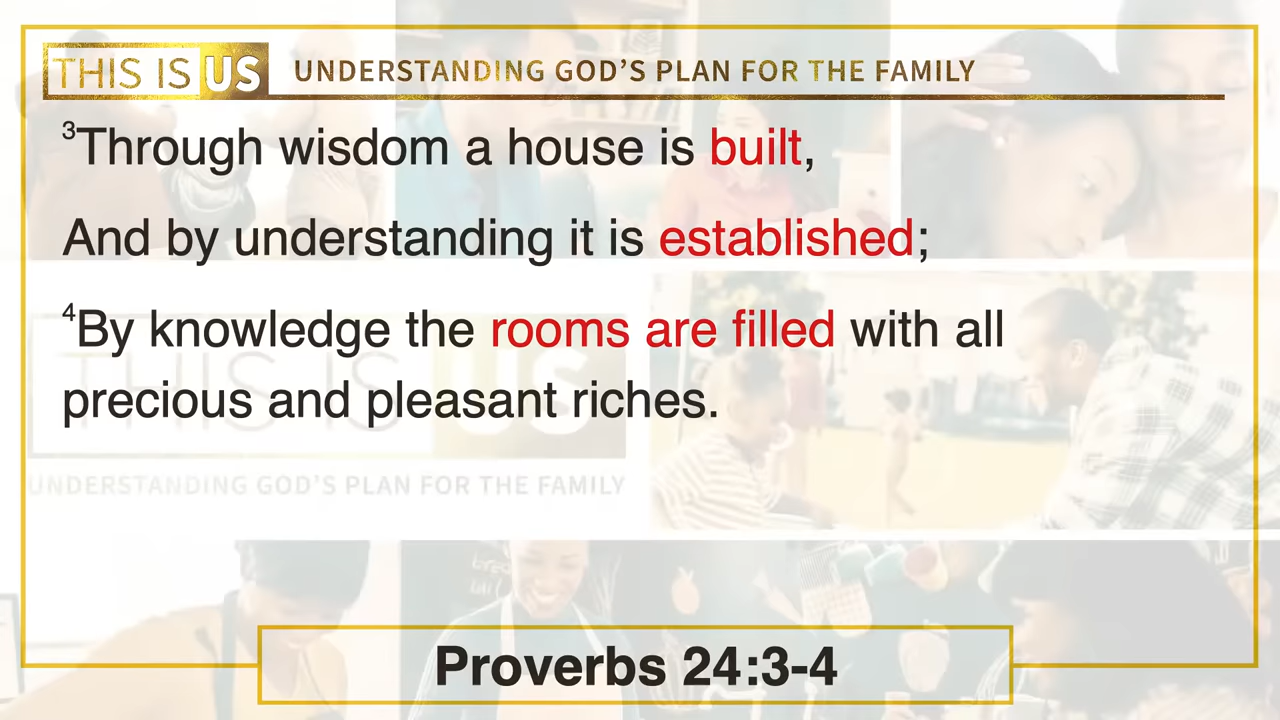 THIS IS US UNDERSTANDING GOD'S PLAN FOR THE FAMILY
3Through wisdom a house is built,
And by understanding it is established;
4By knowledge the rooms are filled with all
precious and pleasant riches.
THIS IS US
UNDERSTANDING GOD'S PLAN FOR THE FAMILY
Proverbs 24:3-4